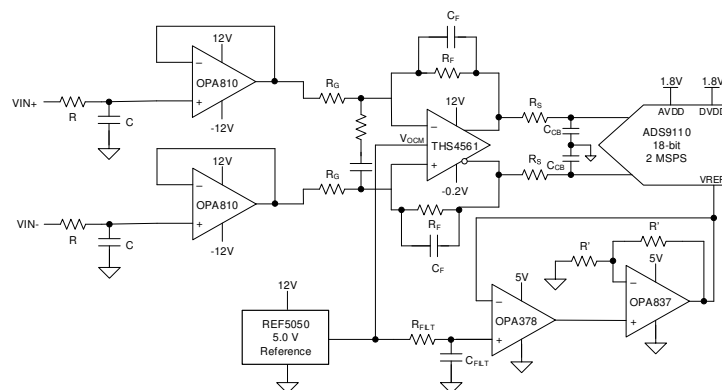 CF
RF
12V
OPA810
-12V
RG
VIN+
R
C
12V
THS4561
VOCM
-0.2V
RS
CCB
CCB
RS
1.8V
1.8V
AVDD
DVDD
ADS9110
18-bit
2 MSPS
VREF
12V
OPA810
-12V
RG
VIN-
R
C
RF
CF
R'
R'
5V
OPA837
5V
OPA378
12V
REF5050
5.0 V
Reference
RFILT
CFILT